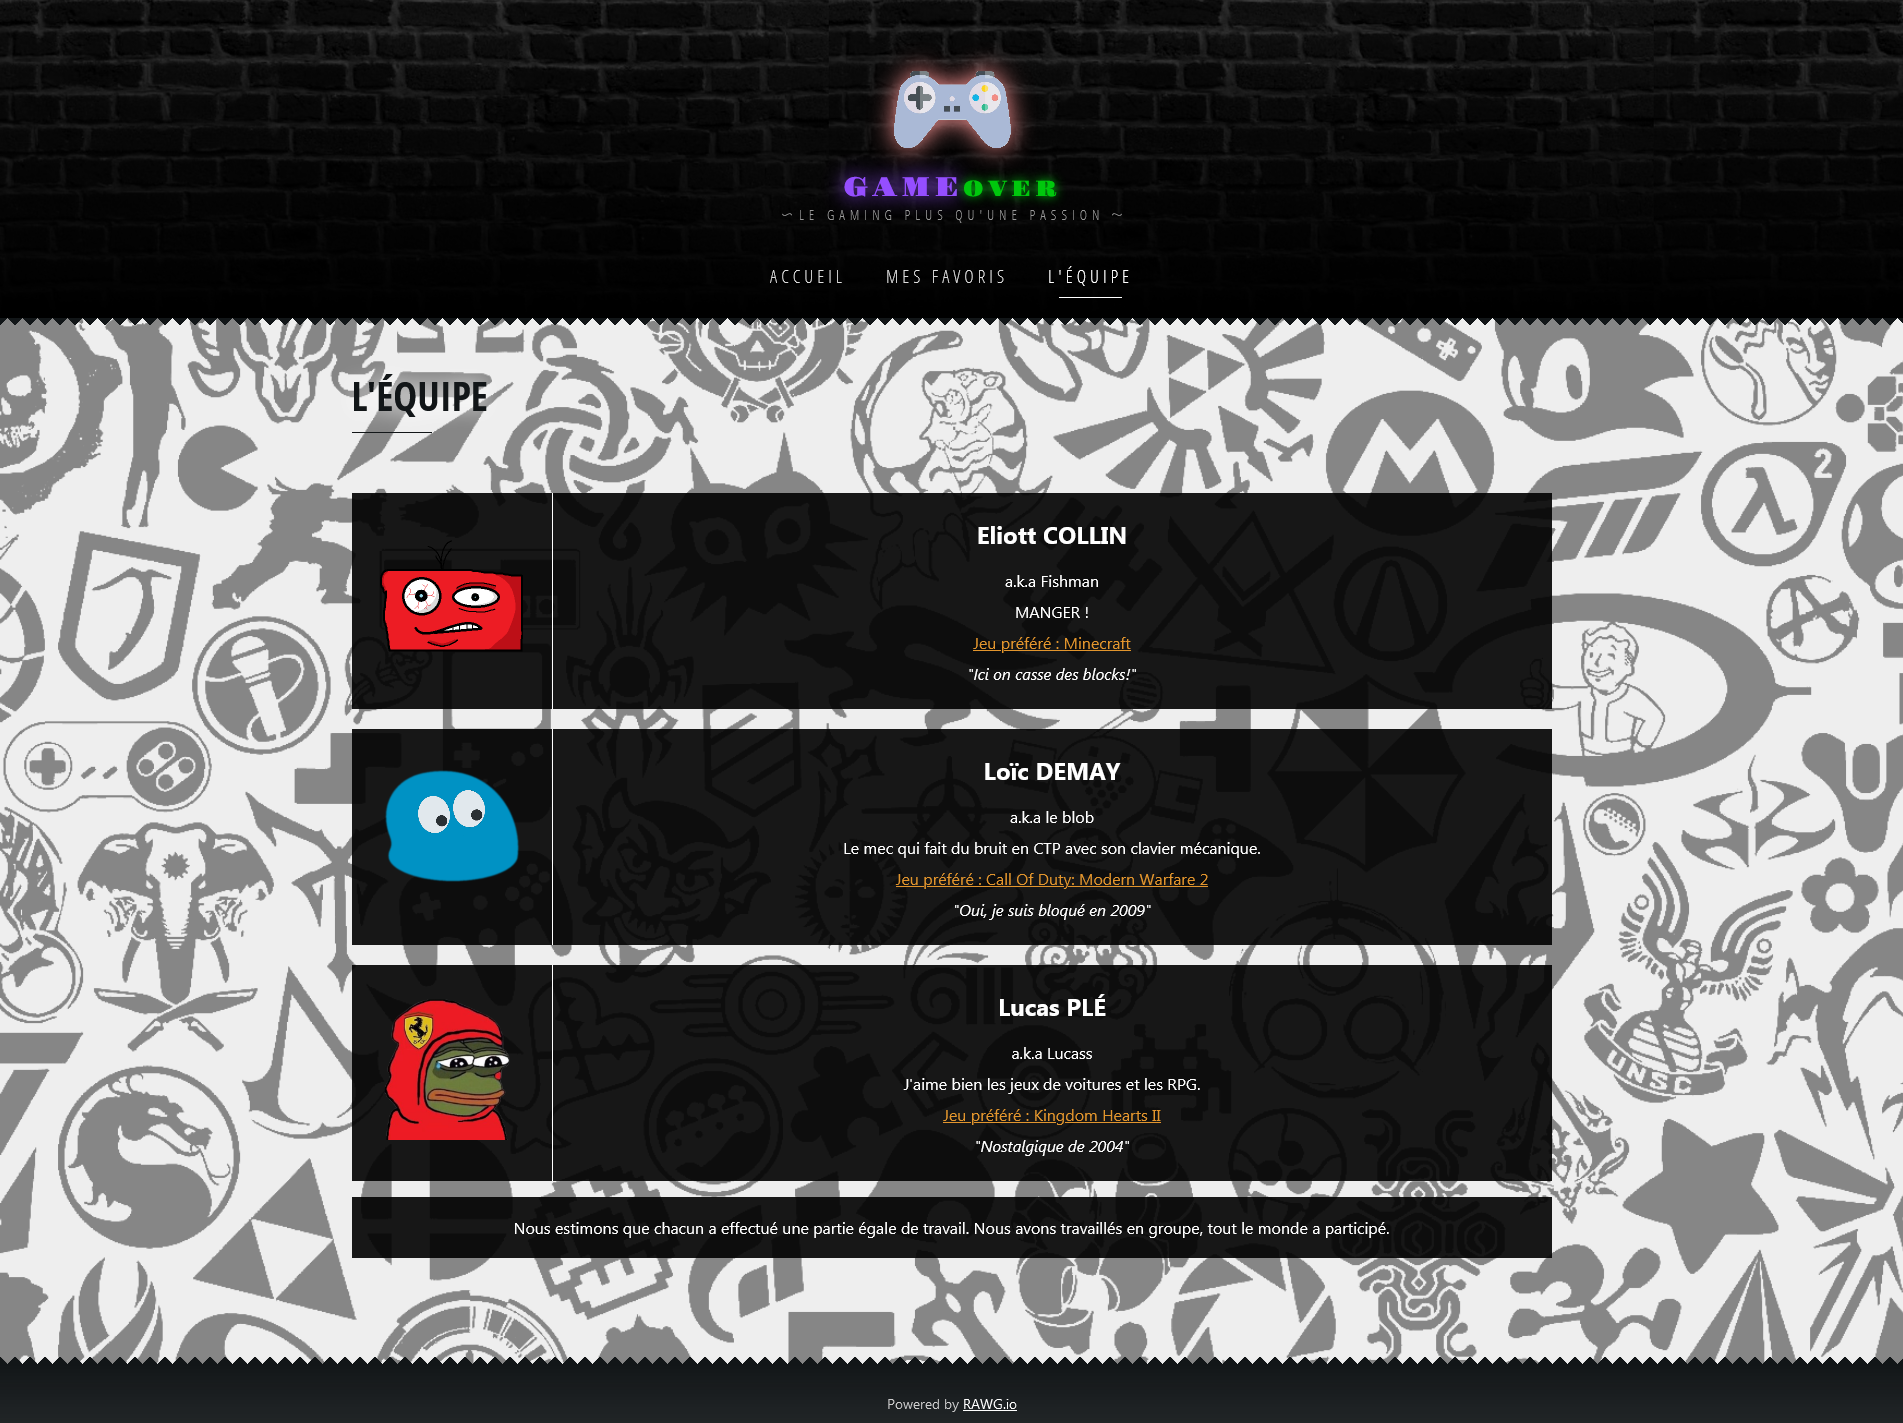 GAMEOVER
~ LE GAMING PLUS QU'UNE PASSION ~
ACCUEIL MES FAVORIS L'ÉQUIPE
L'ÉQUIPE
2
Eliott COLLIN
a.k.a Fishman
MANGER !
Jeu préféré : Minecraft
"Ici on casse des blocks!"
Loïc DEMAY
a.k.a le blob
Le mec qui fait du bruit en CTP avec son clavier mécanique.
Jeu préféré : Call Of Duty: Modern Warfare 2
"Oui, je suis bloqué en 2009"
Lucas PLÉ
a.k.a Lucass
J'aime bien les jeux de voitures et les RPG.
Jeu préféré : Kingdom Hearts II
"Nostalgique de 2004"
UNSC
Nous estimons que chacun a effectué une partie égale de travail. Nous avons travaillés en groupe, tout le monde a participé.
Powered by RAWG.io